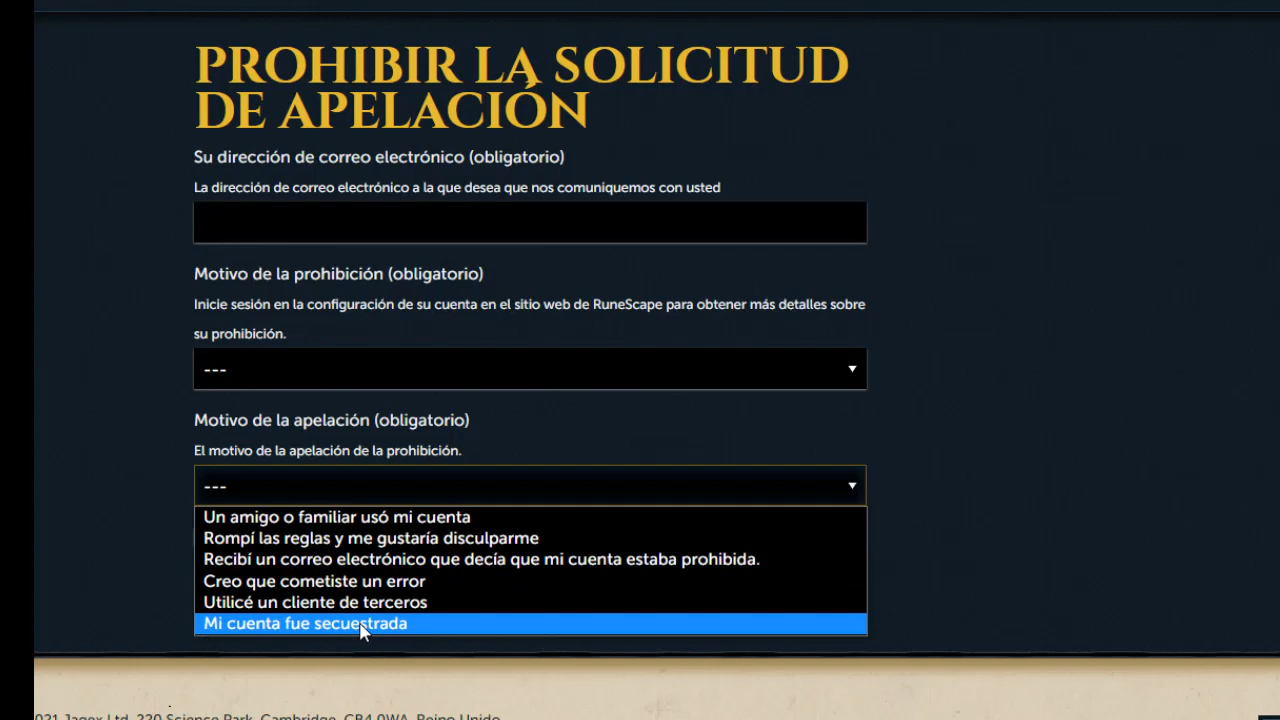 PROHIBIR LA SOLICITUD
DE APELACIÓN
Su dirección de correo electrónico (obligatorio)
La dirección de correo electrónico a la que desea que nos comuniquemos con usted
Motivo de la prohibición (obligatorio)
Inicie sesión en la configuración de su cuenta en el sitio web de RuneScape para obtener más detalles sobre
su prohibición.
---
Motivo de la apelación (obligatorio)
El motivo de la apelación de la prohibición.
---
Un amigo o familiar usó mi cuenta
Rompí las reglas y me gustaría disculparme
Recibí un correo electrónico que decía que mi cuenta estaba prohibida.
Creo que cometiste un error
Utilicé un cliente de terceros
Mi cuenta fue secuestrada
021 Jagex Ltd, 220 Science Park, Cambridge, CB4 0WA, Reino Unido